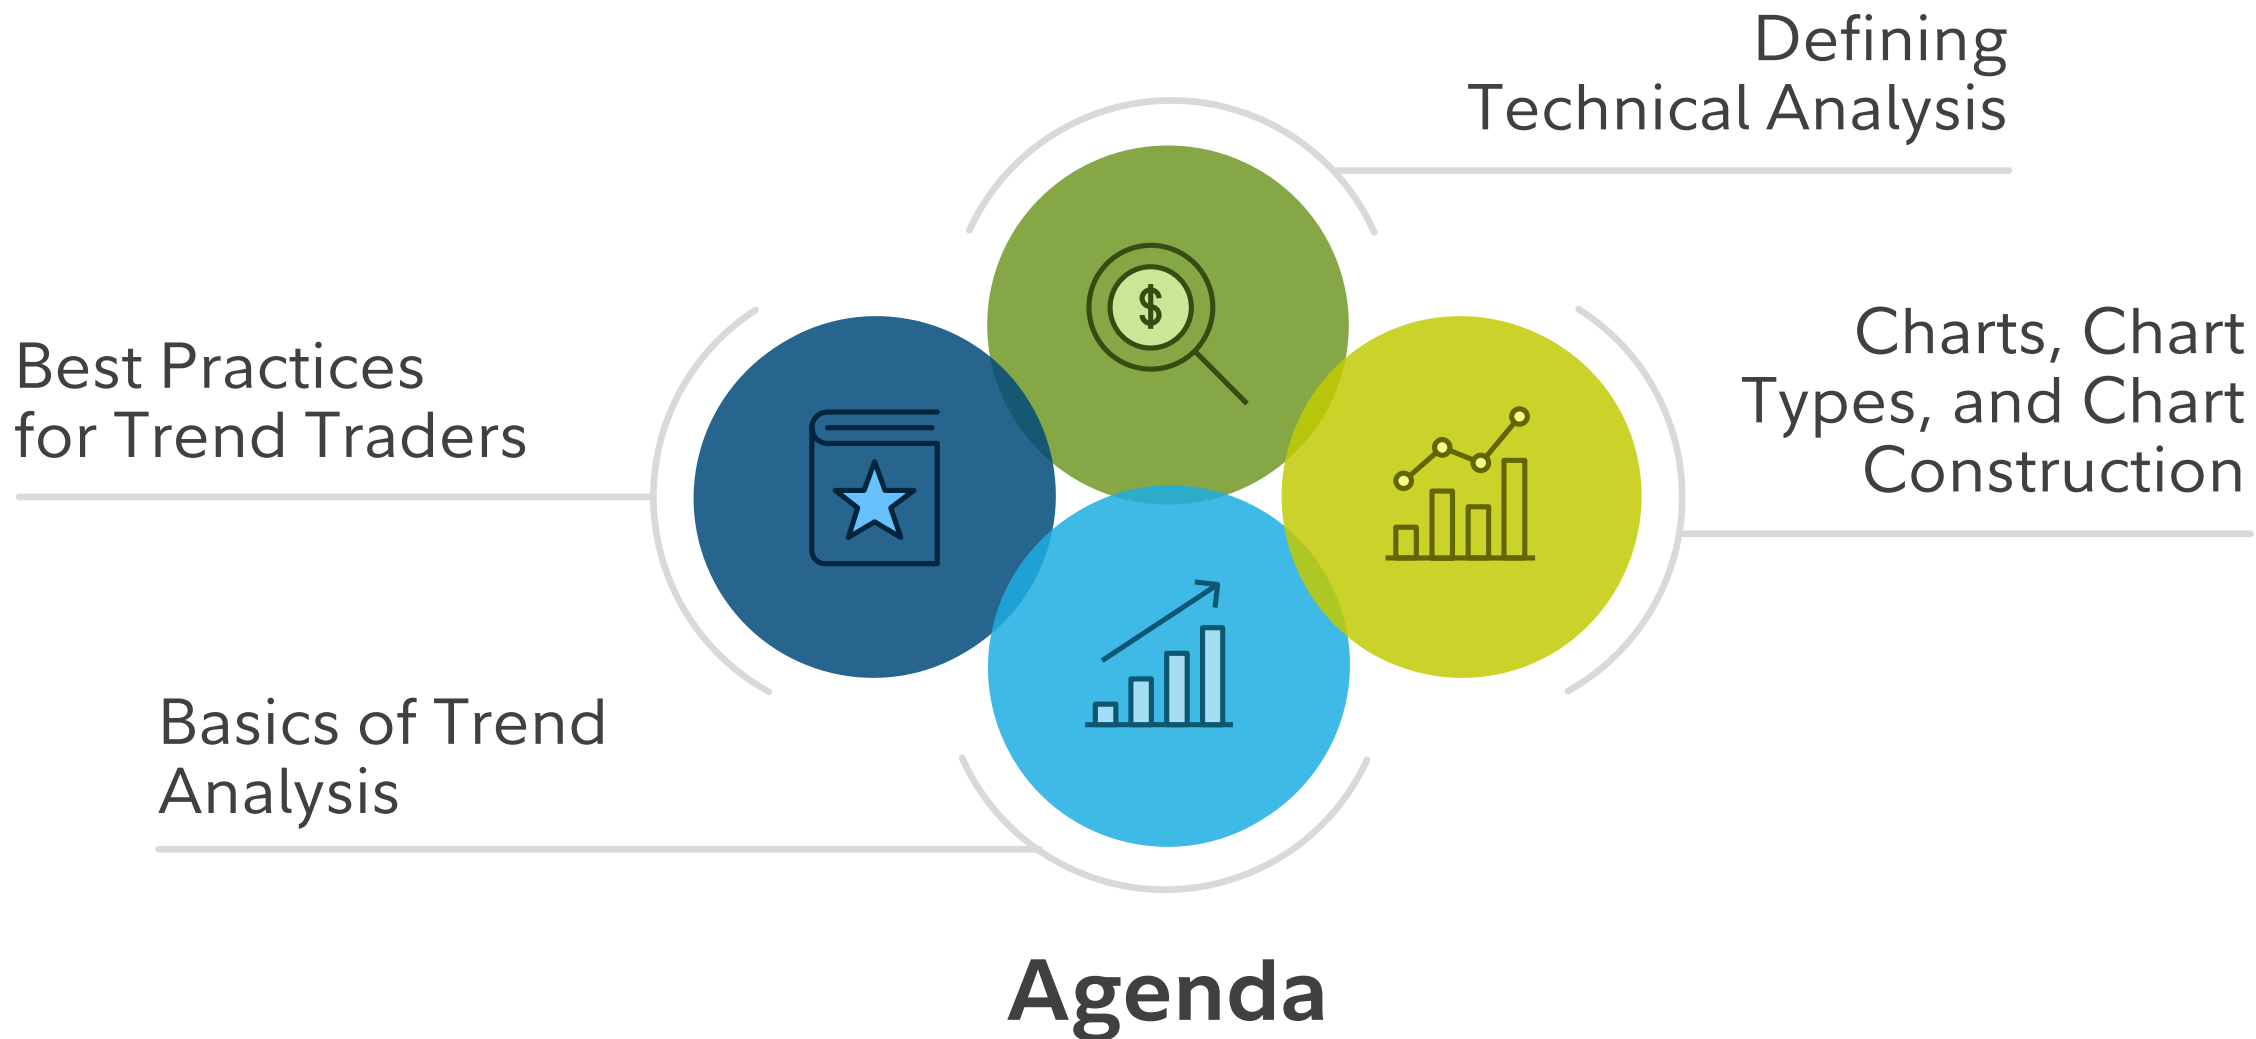 Defining
Technical Analysis
Charts, Chart
Types, and Chart
Construction
Best Practices
for Trend Traders
Basics of Trend
Analysis
$
Agenda